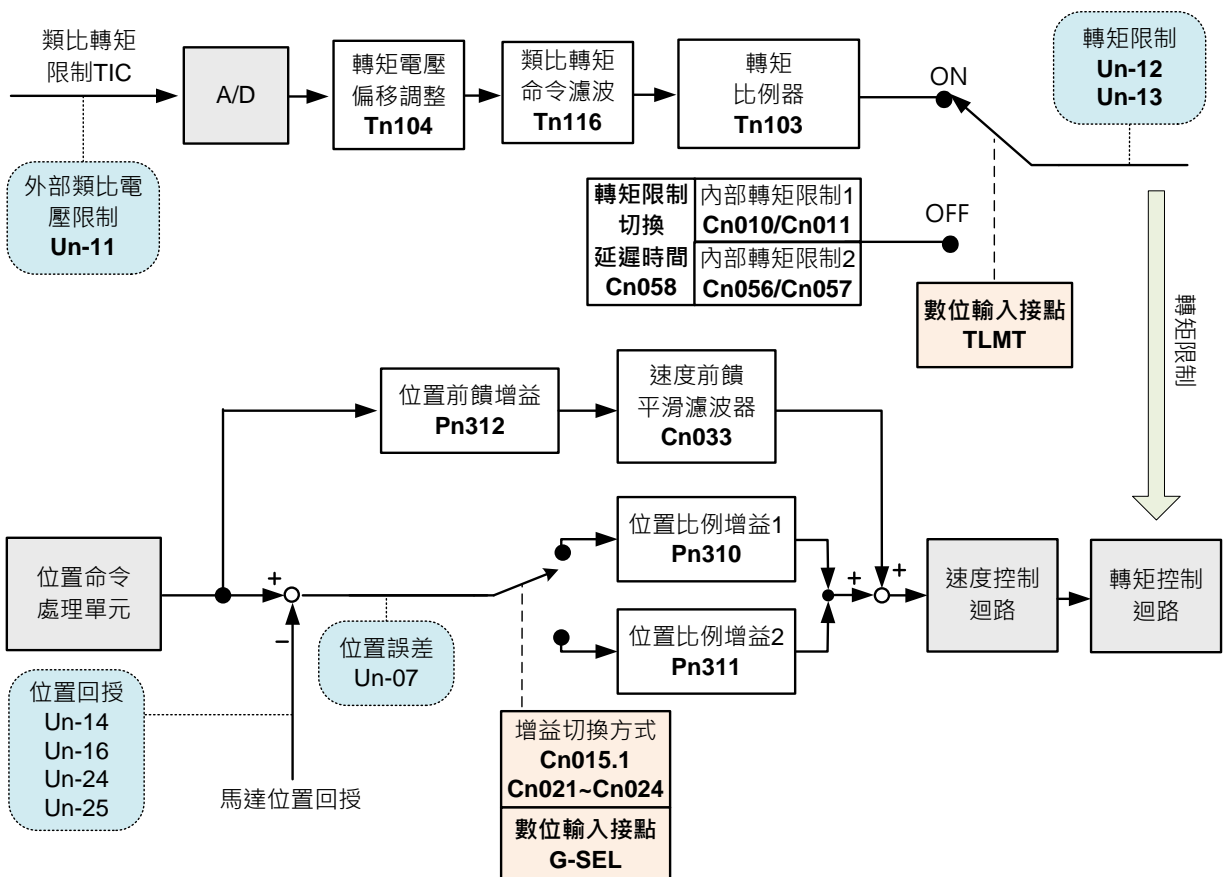 類比轉矩
限制TIC
A/D
轉矩電壓
偏移調整
Tn104
類比轉矩
命令濾波
Tn116
轉矩
比例器
Tn103
ON
轉矩限制
Un-12
Un-13
外部類比電
壓限制
Un-11
轉矩限制
切換
延遲時間
Cn058
內部轉矩限制1
Cn010/Cn011
內部轉矩限制2
Cn056/Cn057
OFF
數位輸入接點
TLMT
轉矩限制
位置前饋增益
Pn312
速度前饋
平滑濾波器
Cn033
位置命令
處理單元
+
−
位置誤差
Un-07
位置比例增益1
Pn310
位置比例增益2
Pn311
+
+
速度控制
迴路
轉矩控制
迴路
位置回授
Un-14
Un-16
Un-24
Un-25
馬達位置回授
增益切換方式
Cn015.1
Cn021~Cn024
數位輸入接點
G-SEL